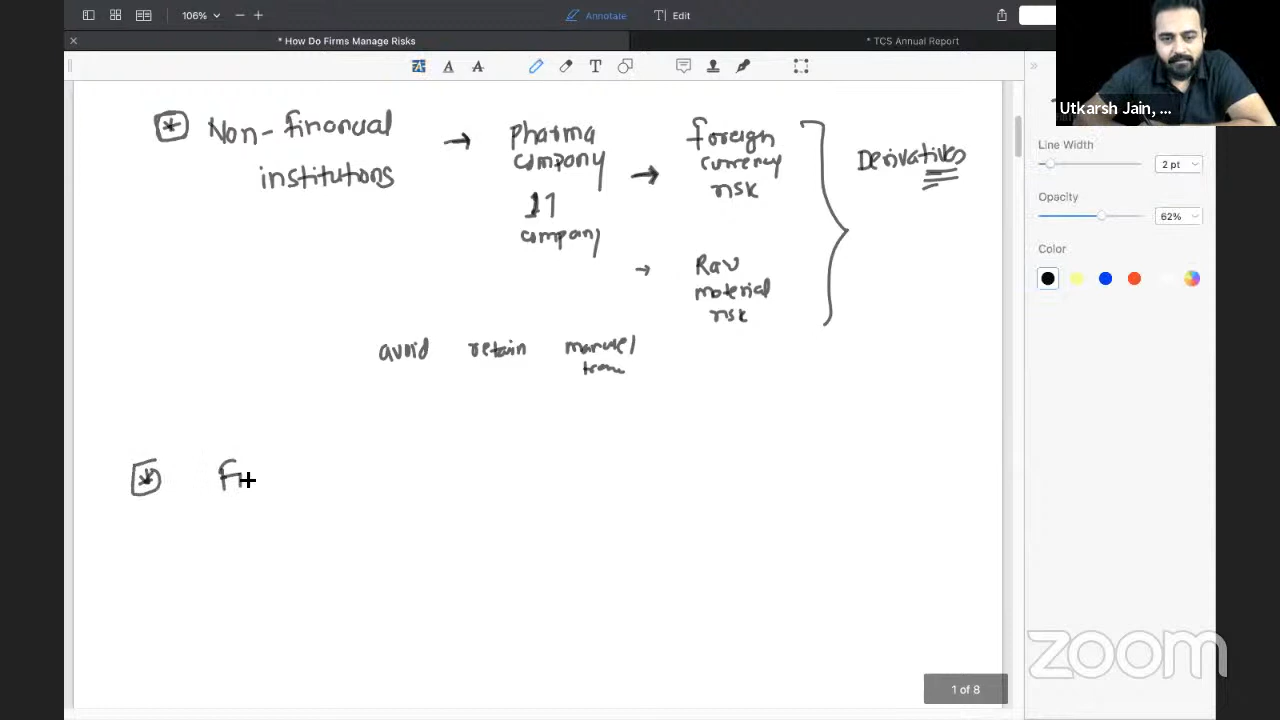 106%
Annotate
Edit
* How Do Firms Manage Risks
* TCS Annual Report
Utkarsh Jain, ...
Line Width
2 pt
Opacity
62%
Color
Non-financial
institutions
Pharma
company
company
foreign
currency
risk
Derivatives
Raw
material
risk
avoid retain
1 of 8
zoom